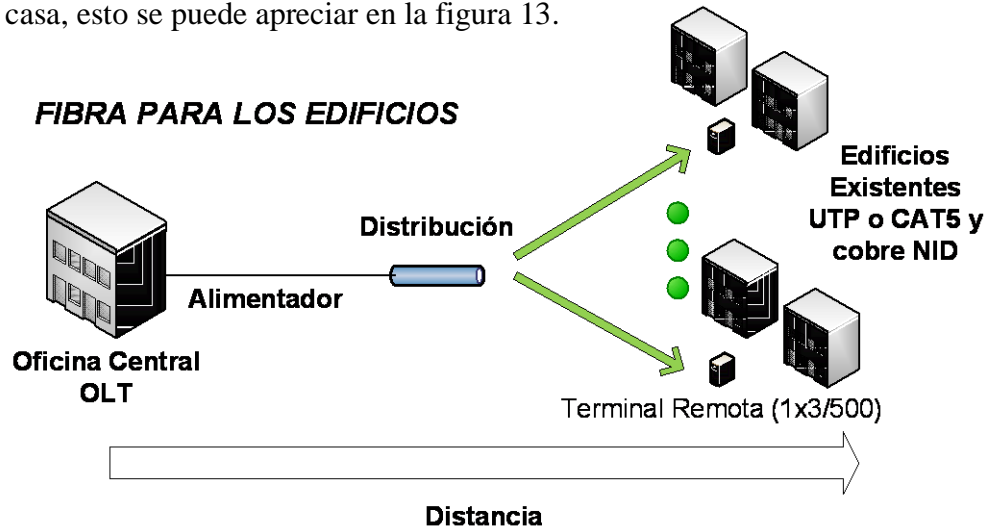 casa, esto se puede apreciar en la figura 13.
FIBRA PARA LOS EDIFICIOS
Edificios
Existentes
UTP o CAT5 y
cobre NID
Distribución
Alimentador
Oficina Central
OLT
Terminal Remota (1x3/500)
Distancia